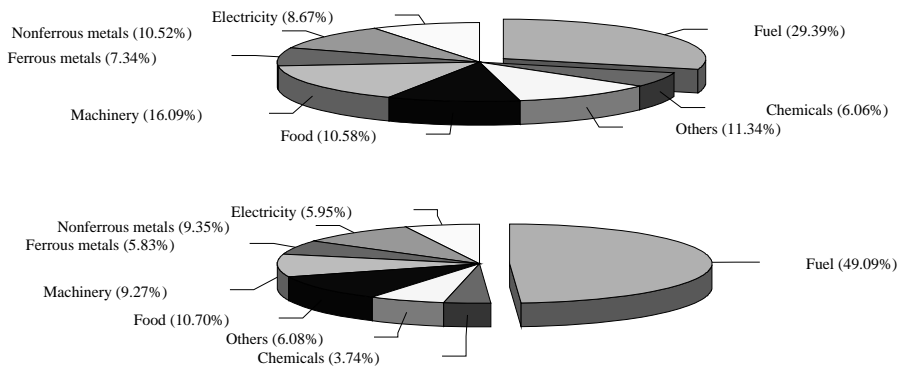 Electricity (8.67%)
Nonferrous metals (10.52%)
Fuel (29.39%)
Ferrous metals (7.34%)
Machinery (16.09%)
Chemicals (6.06%)
Others (11.34%)
Food (10.58%)
Electricity (5.95%)
Nonferrous metals (9.35%)
Ferrous metals (5.83%)
Fuel (49.09%)
Machinery (9.27%)
Food (10.70%)
Others (6.08%)
Chemicals (3.74%)